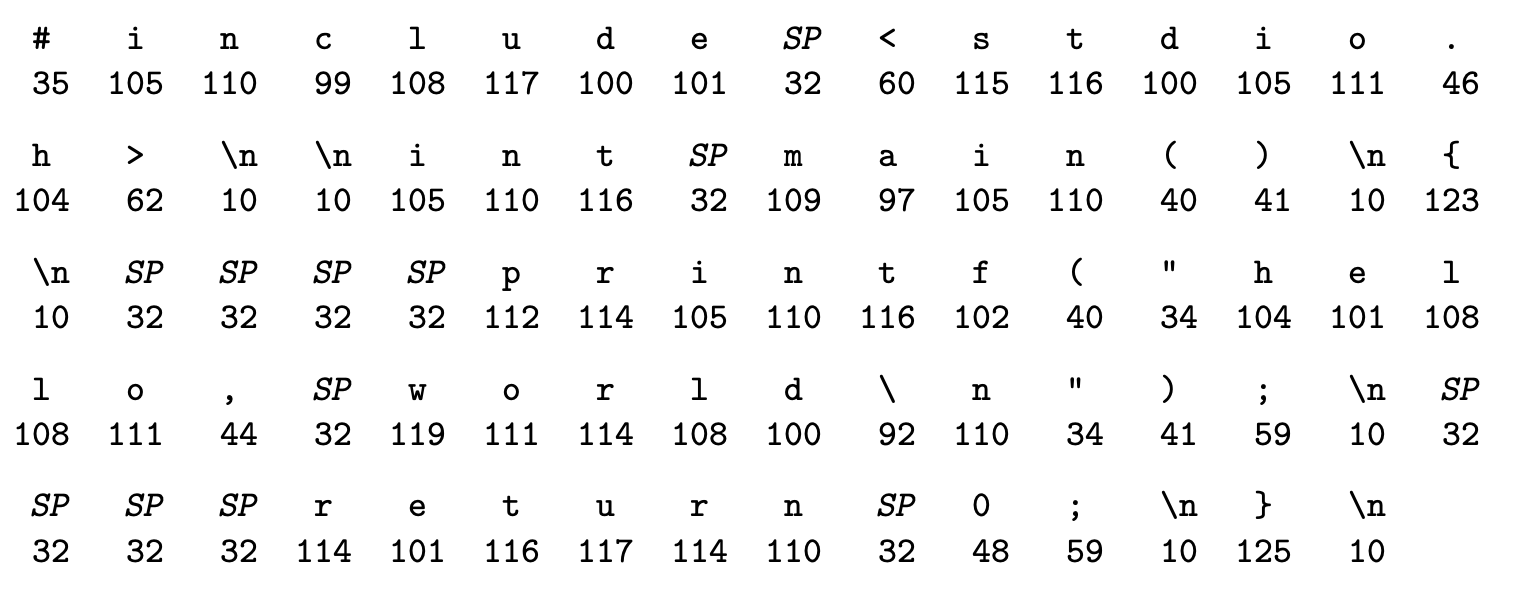 # i n c l u d e SP < s t d i o .
35 105 110 99 108 117 100 101 32 60 115 116 100 105 111 46
h > \n \n i n t SP m a i n ( ) \n {
104 62 10 10 105 110 116 32 109 97 105 110 40 41 10 123
\n SP SP SP SP p r i n t f ( " h e l
10 32 32 32 32 112 114 105 110 116 102 40 34 104 101 108
l o , SP w o r l d \ n " ) ; \n SP
108 111 44 32 119 111 114 108 100 92 110 34 41 59 10 32
SP SP SP r e t u r n SP 0 ; \n } \n
32 32 32 114 101 116 117 114 110 32 48 59 10 125 10